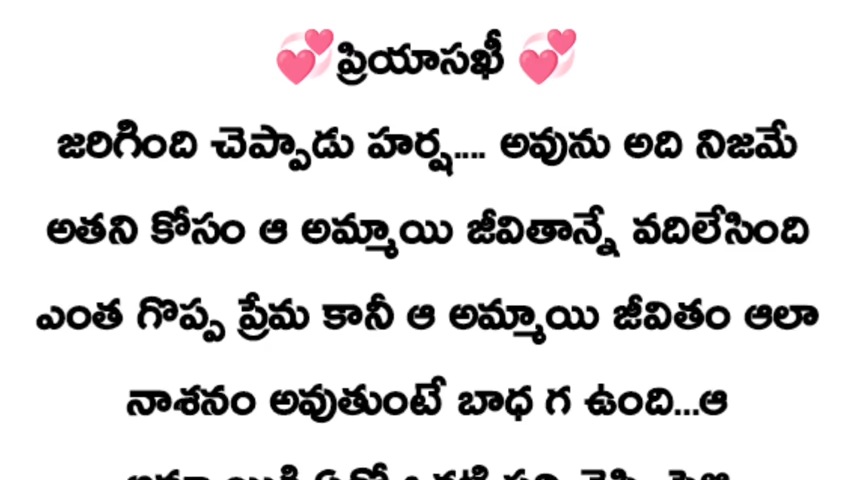 💞ప్రియాసఖీ 💞
జరిగింది చెప్పాడు హర్ష.... అవును అది నిజమే
అతని కోసం ఆ అమ్మాయి జీవితాన్నే వదిలేసింది
ఎంత గొప్ప ప్రేమ కానీ ఆ అమ్మాయి జీవితం ఆలా
నాశనం అవుతుంటే బాధ గ ఉంది...ఆ